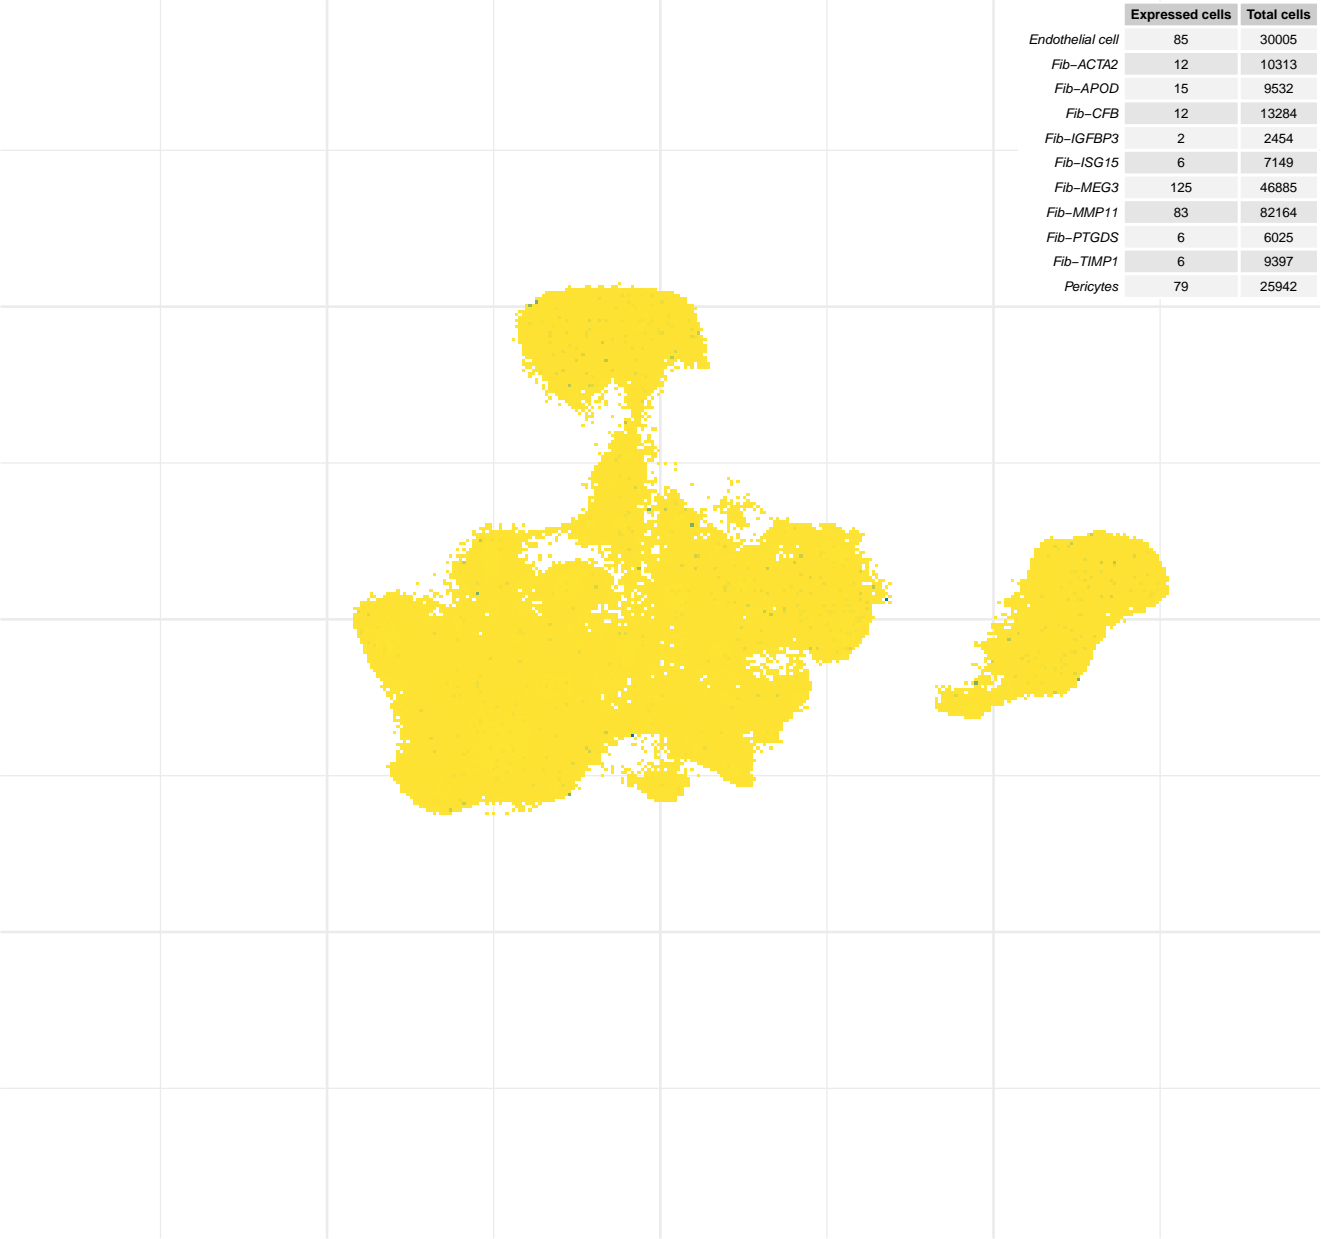 Expressed cells Total cells
Endothelial cell 85 30005
Fib−ACTA2 12 10313
Fib−APOD 15 9532
Fib−CFB 12 13284
Fib−IGFBP3 2 2454
Fib−ISG15 6 7149
Fib−MEG3 125 46885
Fib−MMP11 83 82164
Fib−PTGDS 6 6025
Fib−TIMP1 6 9397
Pericytes 79 25942